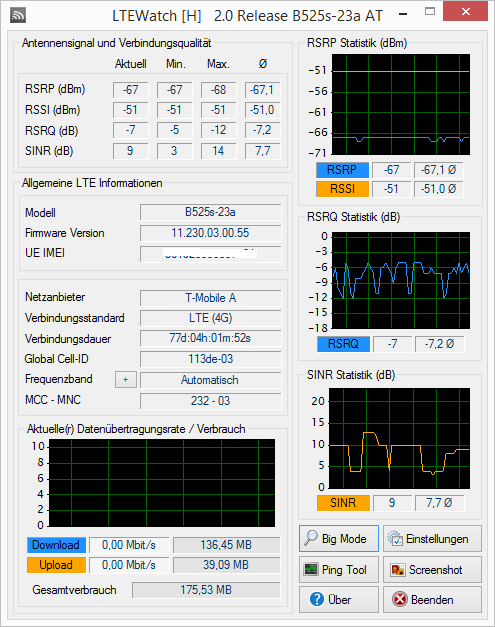 LTEWatch [H] 2.0 Release B525s-23a AT
Antennensignal und Verbindungsqualität
Aktuell Min. Max. Ø
RSRP (dBm) -67 -67 -68 -67,1
RSSI (dBm) -51 -51 -51 -51,0
RSRQ (dB) -7 -5 -12 -7,2
SINR (dB) 9 3 14 7,7
Allgemeine LTE Informationen
Modell B525s-23a
Firmware Version 11.230.03.00.55
UE IMEI
Netzanbieter T-Mobile A
Verbindungsstandard LTE (4G)
Verbindungsdauer 77d:04h:01m:52s
Global Cell-ID 113de-03
Frequenzband + Automatisch
MCC - MNC 232 - 03
Aktuelle(r) Datenübertragungsrate / Verbrauch
10
8
6
4
2
0
Download 0,00 Mbit/s 136,45 MB
Upload 0,00 Mbit/s 39,09 MB
Gesamtverbrauch 175,53 MB
RSRP Statistik (dBm)
-51
-56
-61
-66
-71
RSRP -67 -67,1 Ø
RSSI -51 -51,0 Ø
RSRQ Statistik (dB)
0
-3
-6
-9
-12
-15
-18
RSRQ -7 -7,2 Ø
SINR Statistik (dB)
20
15
10
5
0
SINR 9 7,7 Ø
Big Mode Einstellungen
Ping Tool Screenshot
Über Beenden